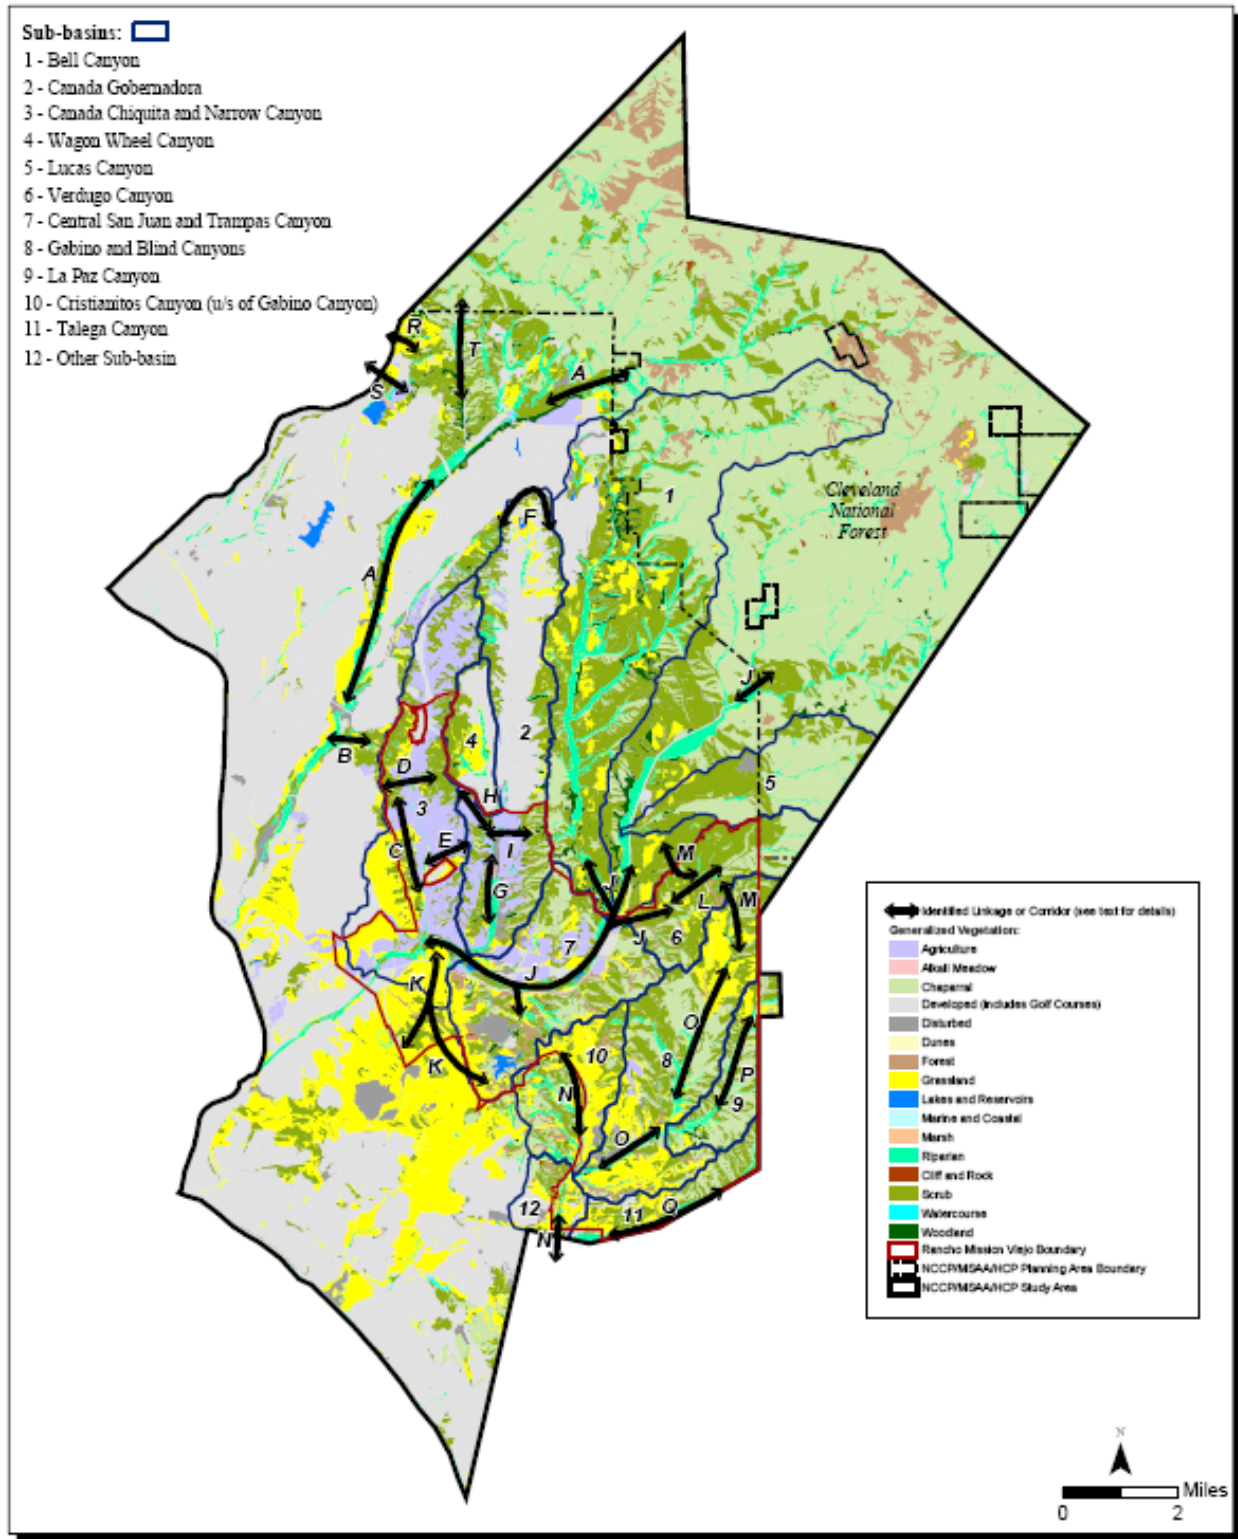 Sub-basins:
1 - Bell Canyon
2 - Canada Gobernadora
3 - Canada Chiquita and Narrow Canyon
4 - Wagon Wheel Canyon
5 - Lucas Canyon
6 - Verdugo Canyon
7 - Central San Juan and Trampas Canyon
8 - Gabino and Blind Canyons
9 - La Paz Canyon
10 - Cristianitos Canyon (u/s of Gabino Canyon)
11 - Talega Canyon
12 - Other Sub-basin
R
T
A
S
1
Cleveland
National
Forest
F
A
J
2
4
B
D
5
H
3
E
I
C
M
J
G
L
M
J
6
7
J
K
O
10
8
K
P
N
9
O
12
11
Q
N
Identified Linkage or Corridor (see text for details)
Generalized Vegetation:
Agriculture
Alkali Meadow
Chaparral
Developed (Includes Golf Courses)
Disturbed
Dunes
Forest
Grassland
Lakes and Reservoirs
Marine and Coastal
Marsh
Riparian
Cliff and Rock
Scrub
Watercourse
Woodland
Rancho Mission Viejo Boundary
NCCP/MSAA/HCP Planning Area Boundary
NCCP/MSAA/HCP Study Area
N
Miles
0 2